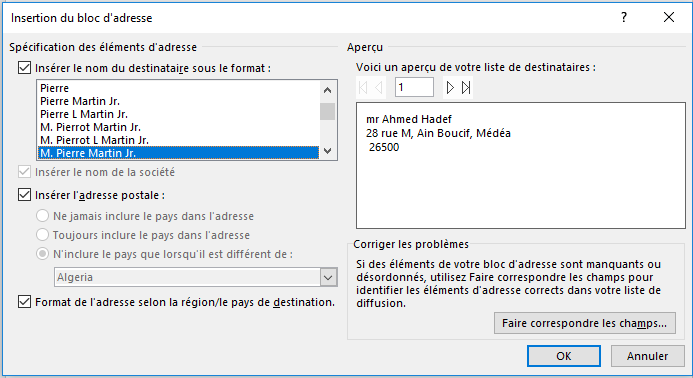 Insertion du bloc d'adresse
Spécification des éléments d'adresse
Insérer le nom du destinataire sous le format :
Pierre
Pierre Martin Jr.
Pierre L Martin Jr.
M. Pierrot Martin Jr.
M. Pierrot L Martin Jr.
M. Pierre Martin Jr.
Insérer le nom de la société
Insérer l'adresse postale :
Ne jamais inclure le pays dans l'adresse
Toujours inclure le pays dans l'adresse
N'inclure le pays que lorsqu'il est différent de :
Algeria
Format de l'adresse selon la région/le pays de destination.
Aperçu
Voici un aperçu de votre liste de destinataires :
1
mr Ahmed Hadef
28 rue M, Ain Boucif, Médéa
26500
Corriger les problèmes
Si des éléments de votre bloc d'adresse sont manquants ou
désordonnés, utilisez Faire correspondre les champs pour
identifier les éléments d'adresse corrects dans votre liste de
diffusion.
Faire correspondre les champs...
OK
Annuler